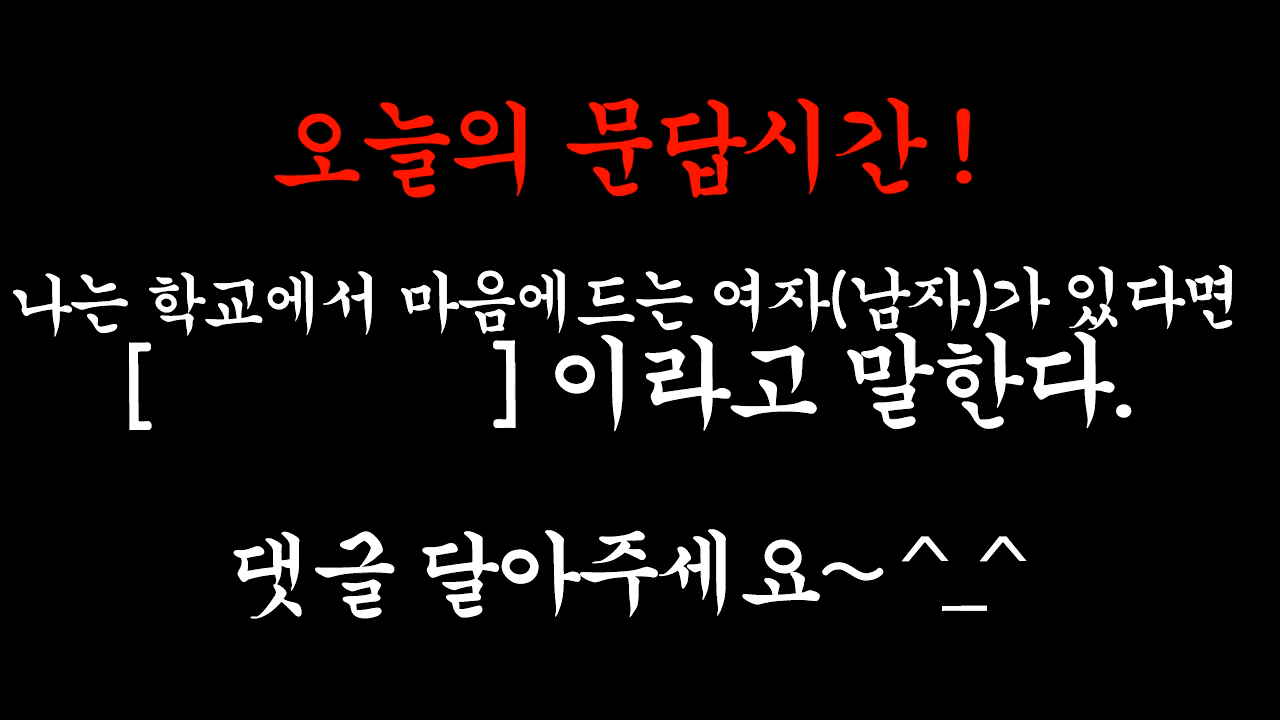 오늘의 문답시간!
나는 학교에서 마음에드는 여자(남자)가 있다면
[ ] 이라고 말한다.
댓글 달아주세요~^_^